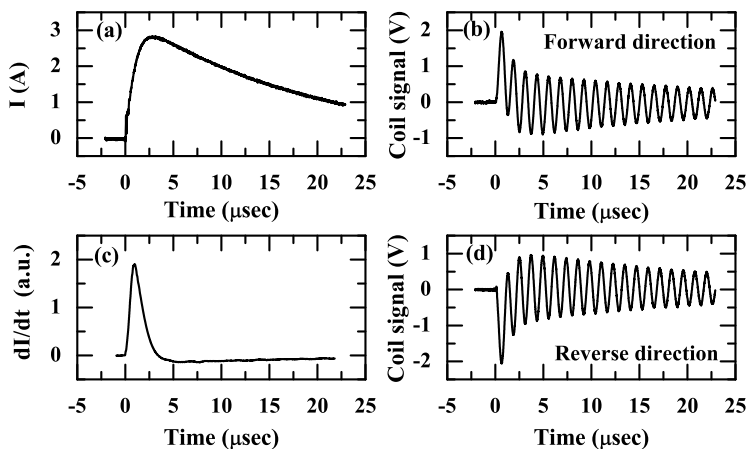 (a)
I (A)
3
2
1
0
-5 0 5 10 15 20 25
Time (μsec)
(b)
Forward direction
Coil signal (V)
2
1
0
-1
-5 0 5 10 15 20 25
Time (μsec)
(c)
dI/dt (a.u.)
2
1
0
-5 0 5 10 15 20 25
Time (μsec)
(d)
Coil signal (V)
1
0
-1
-2
Reverse direction
-5 0 5 10 15 20 25
Time (μsec)